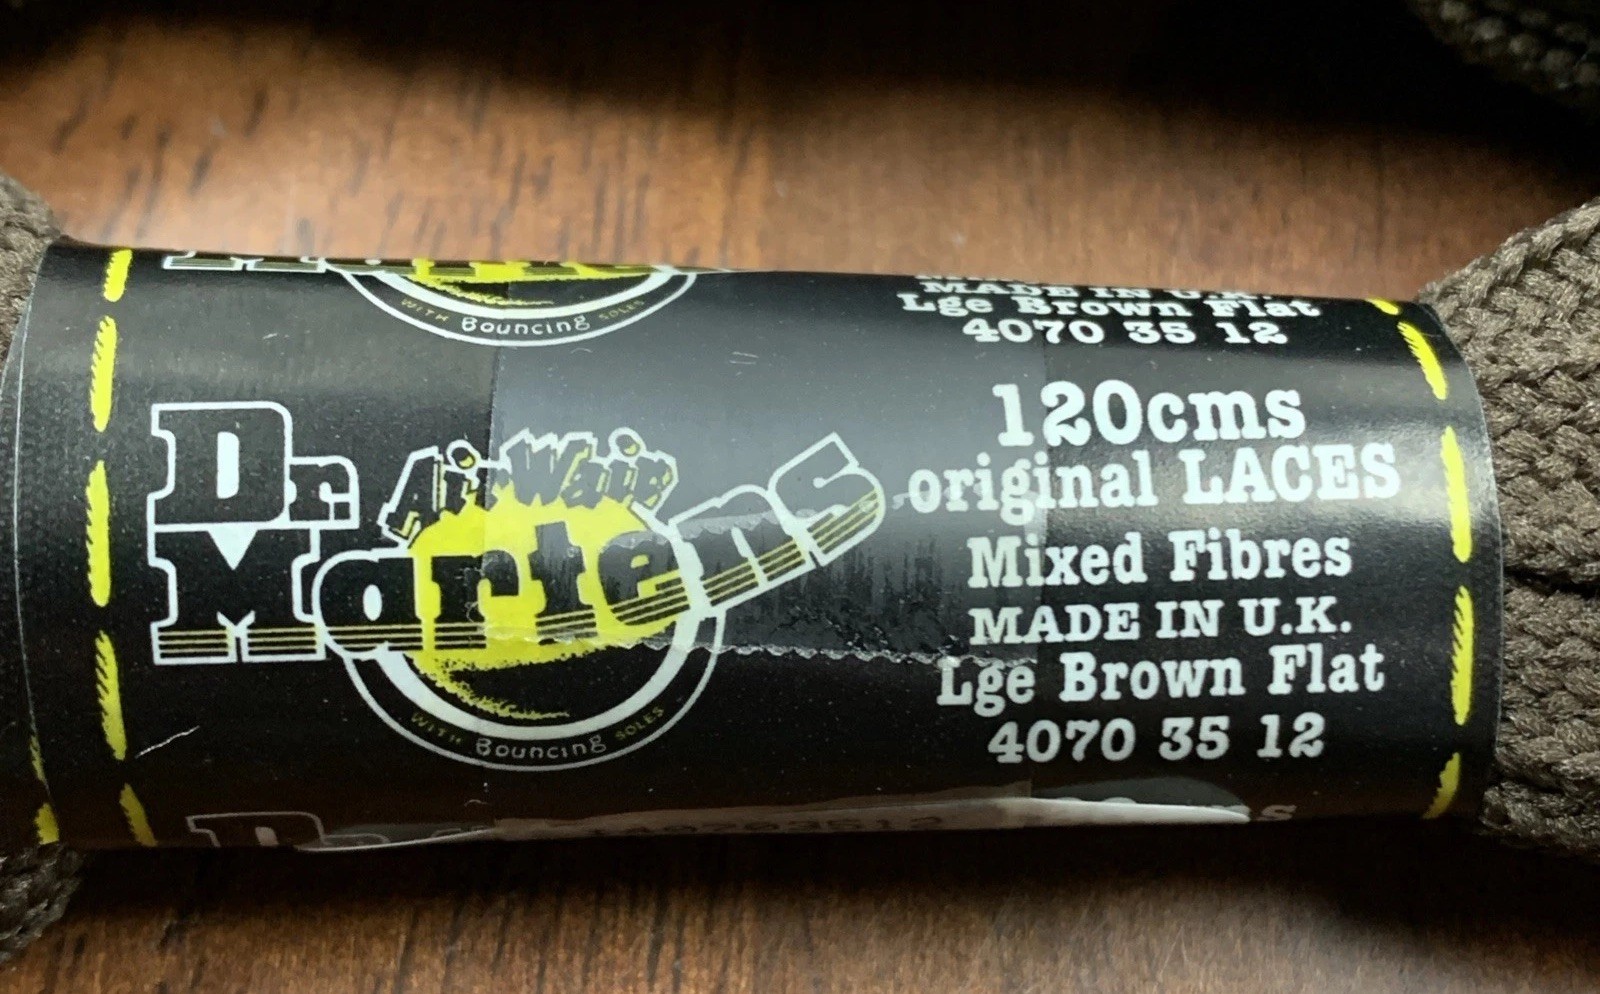 WITH Bouncing SOLES
MADE IN U.K.
Lge Brown Flat
4070 35 12
Dr
AirWair
Martens
WITH Bouncing SOLES
120cms
original LACES
Mixed Fibres
MADE IN U.K.
Lge Brown Flat
4070 35 12